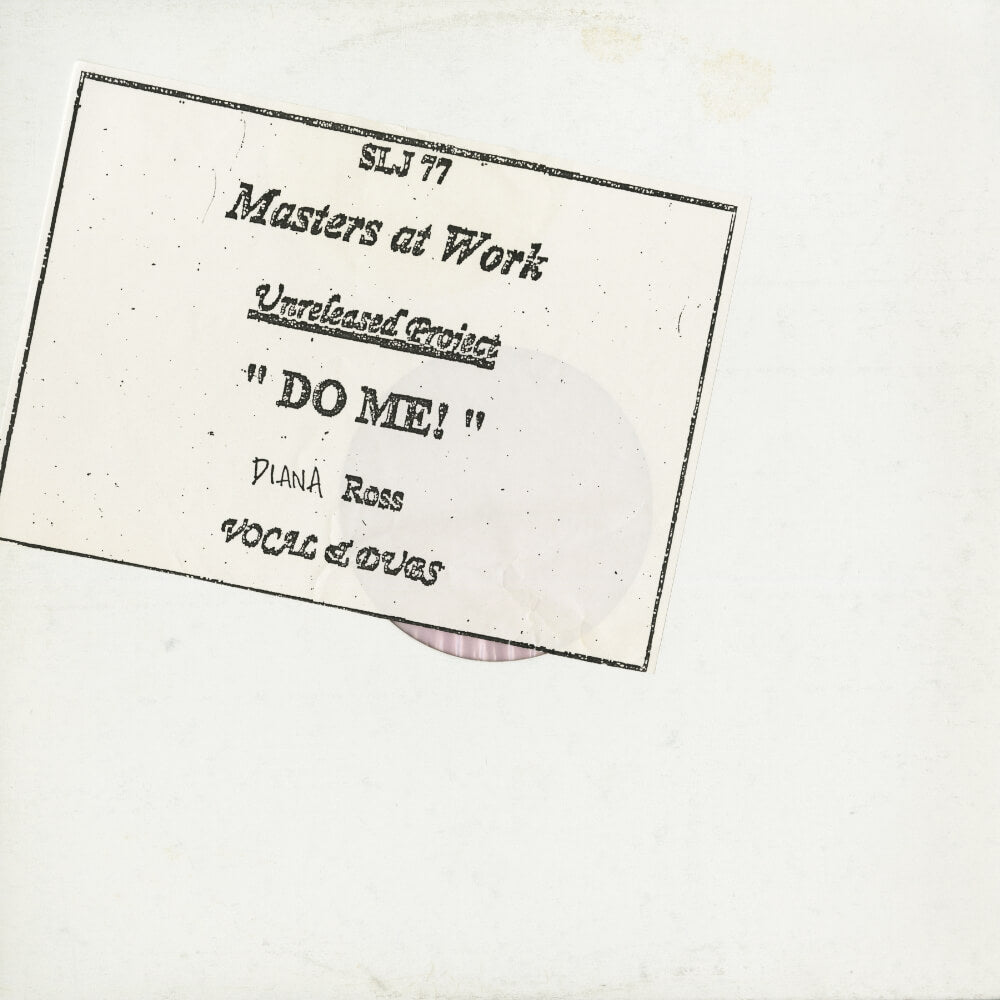 SLJ 77
Masters at Work
Unreleased Project
" DO ME! "
DIANA Ross
VOCAL & DUBS